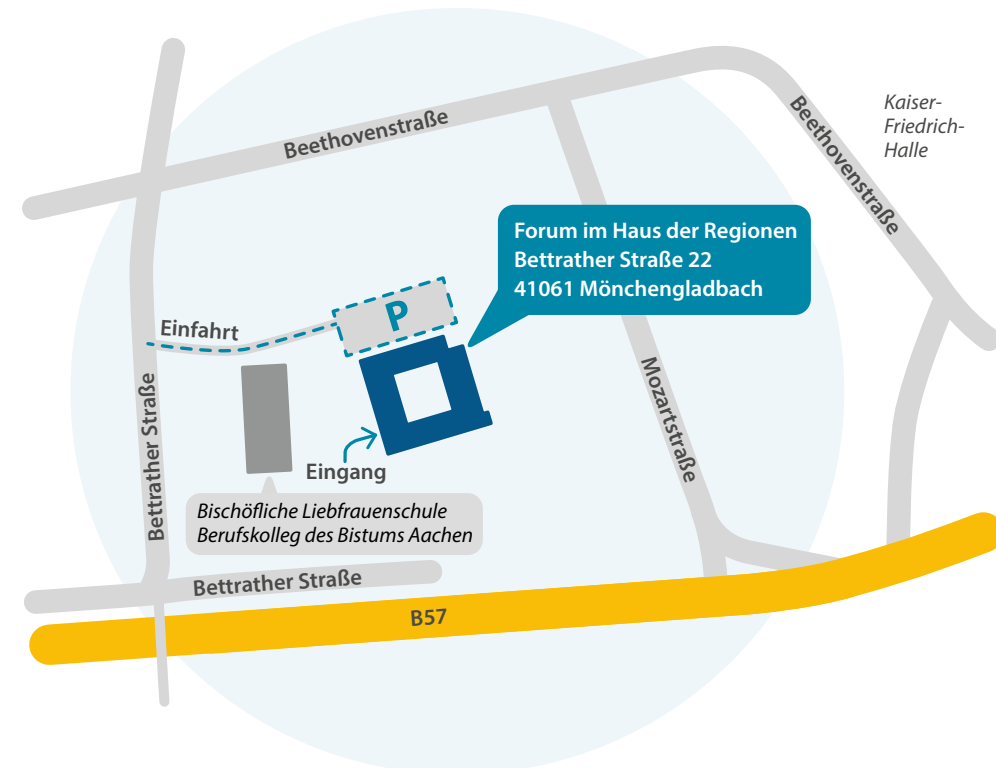 Kaiser-
Friedrich-
Halle
Beethovenstraße
Beethovenstraße
Forum im Haus der Regionen
Bettrather Straße 22
41061 Mönchengladbach
P
Einfahrt
Mozartstraße
Bettrather Straße
Eingang
Bischöfliche Liebfrauenschule
Berufskolleg des Bistums Aachen
Bettrather Straße
B57